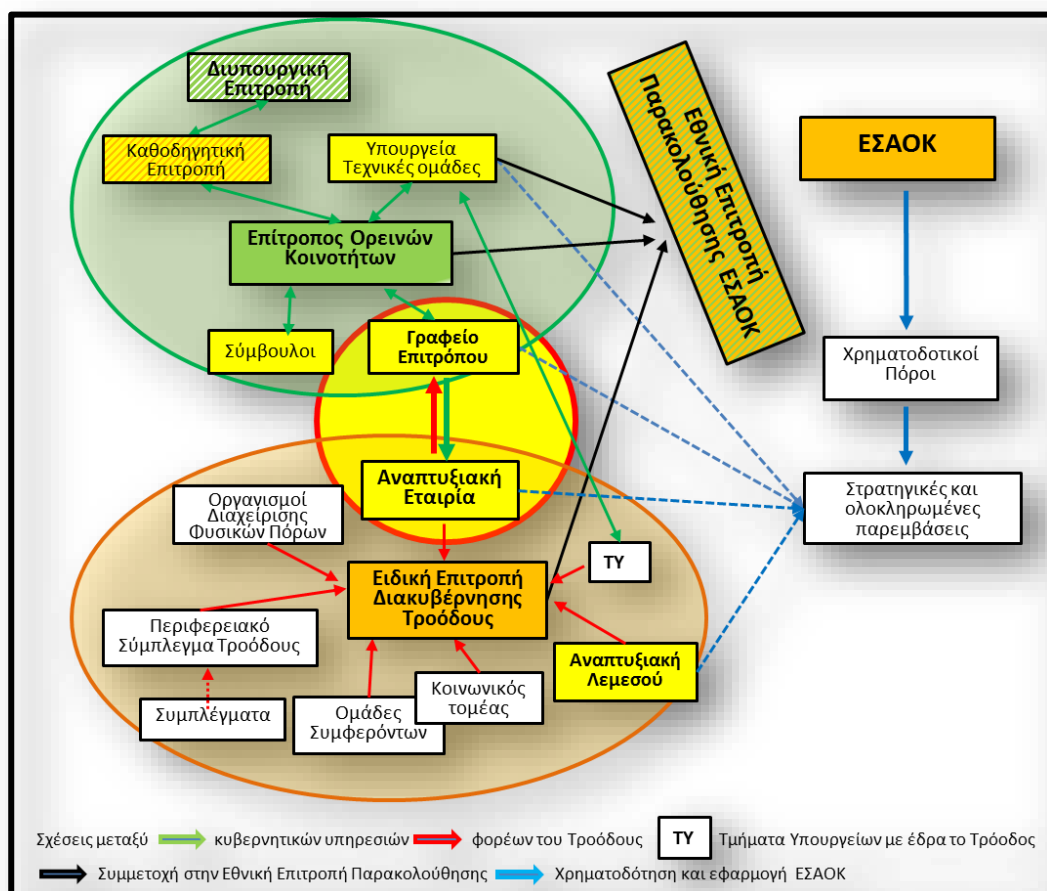 Διυπουργική
Επιτροπή
Καθοδηγητική
Επιτροπή
Υπουργεία
Τεχνικές ομάδες
Επίτροπος Ορεινών
Κοινοτήτων
Σύμβουλοι
Γραφείο
Επιτρόπου
Εθνική Επιτροπή
Παρακολούθησης ΕΣΑΟΚ
ΕΣΑΟΚ
Χρηματοδοτικοί
Πόροι
Στρατηγικές και
ολοκληρωμένες
παρεμβάσεις
Αναπτυξιακή
Εταιρία
Οργανισμοί
Διαχείρισης
Φυσικών Πόρων
ΤΥ
Ειδική Επιτροπή
Διακυβέρνησης
Τροόδους
Περιφερειακό
Σύμπλεγμα Τροόδους
Αναπτυξιακή
Λεμεσού
Συμπλέγματα
Ομάδες
Συμφερόντων
Κοινωνικός
τομέας
Σχέσεις μεταξύ κυβερνητικών υπηρεσιών φορέων του Τροόδους ΤΥ Τμήματα Υπουργείων με έδρα το Τρόοδος
Συμμετοχή στην Εθνική Επιτροπή Παρακολούθησης Χρηματοδότηση και εφαρμογή ΕΣΑΟΚ